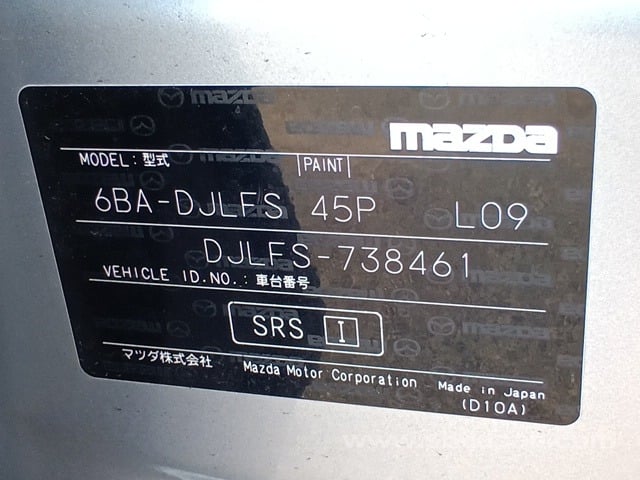 mazda
MODEL: 型式 PAINT
6BA-DJLFS 45P L09
DJLFS-738461
VEHICLE ID.NO.: 車台番号
SRS I
マツダ株式会社 Mazda Motor Corporation Made in Japan
(D10A)